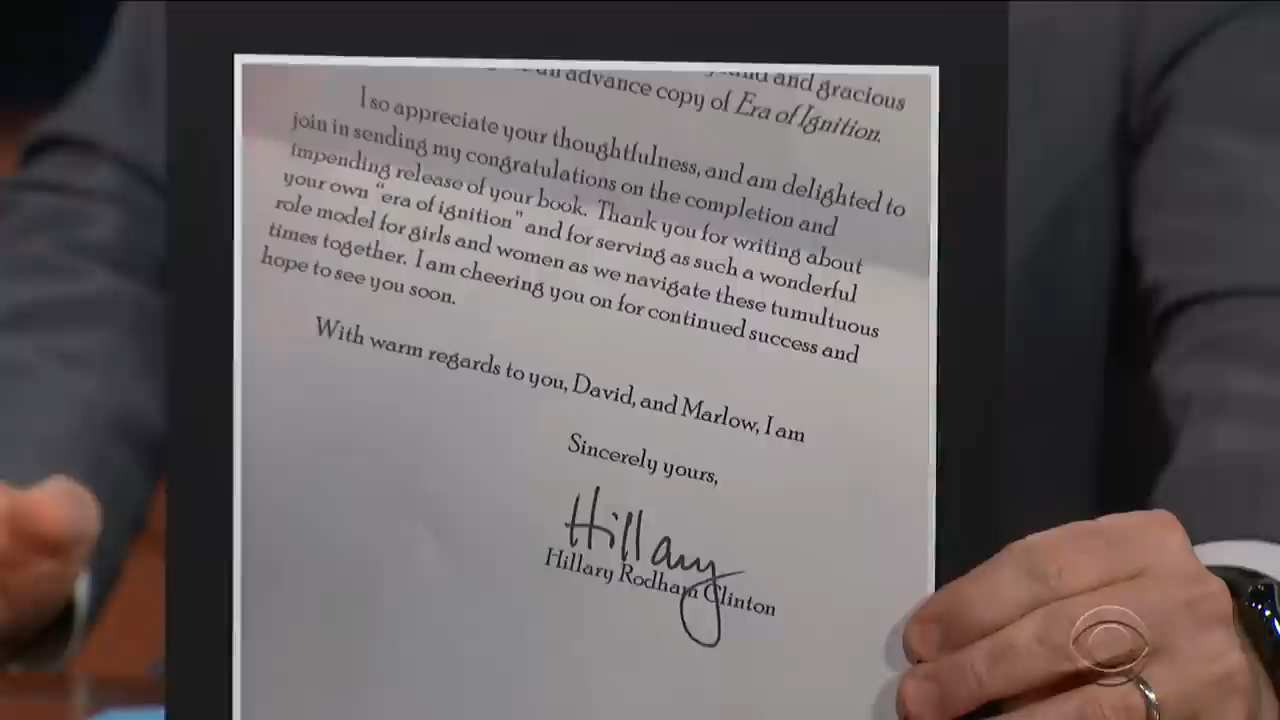 an advance copy of Era of Ignition.
and gracious
I so appreciate your thoughtfulness, and am delighted to
join in sending my congratulations on the completion and
impending release of your book. Thank you for writing about
your own "era of ignition" and for serving as such a wonderful
role model for girls and women as we navigate these tumultuous
times together. I am cheering you on for continued success and
hope to see you soon.
With warm regards to you, David, and Marlow, I am
Sincerely yours,
Hillary
Hillary Rodham Clinton